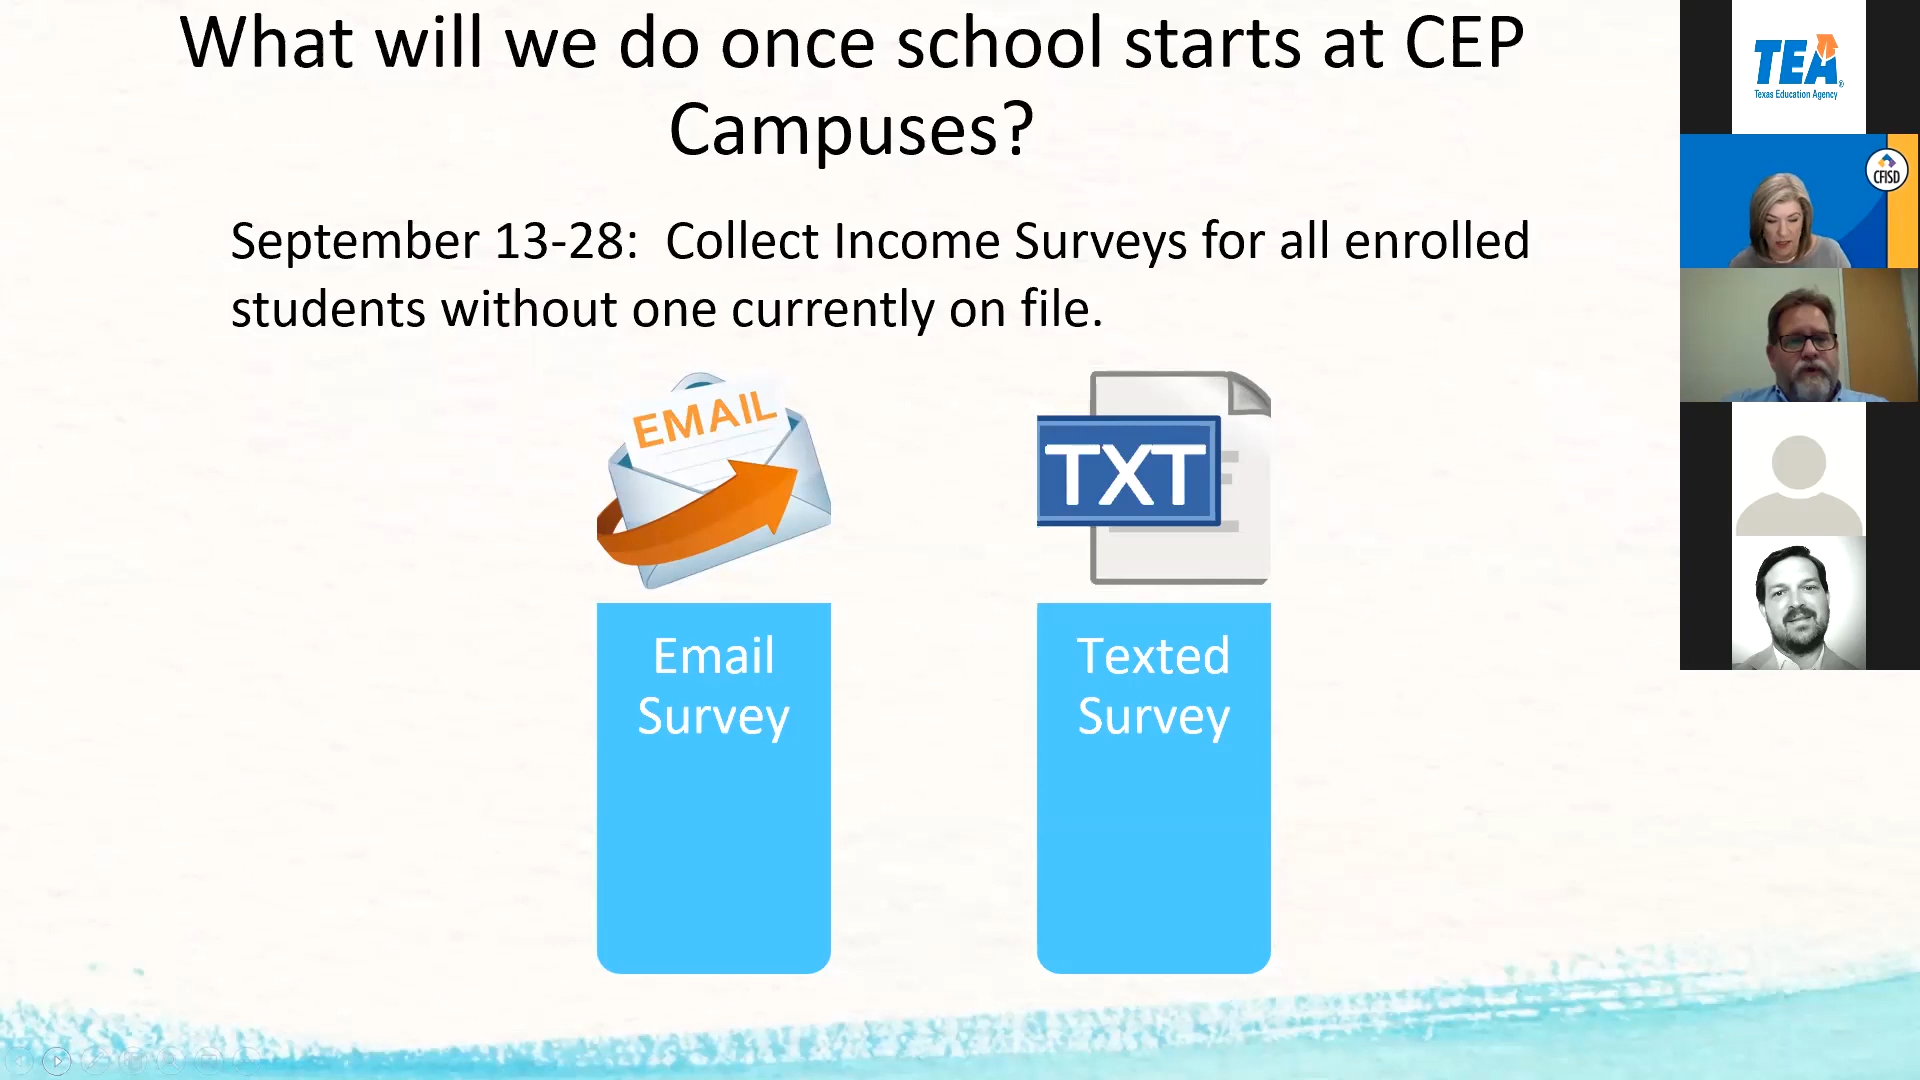 What will we do once school starts at CEP
Campuses?
September 13-28:  Collect Income Surveys for all enrolled
students without one currently on file.
EMAIL
TXT
Email
Survey
Texted
Survey
TEA
Texas Education Agency
CFISD